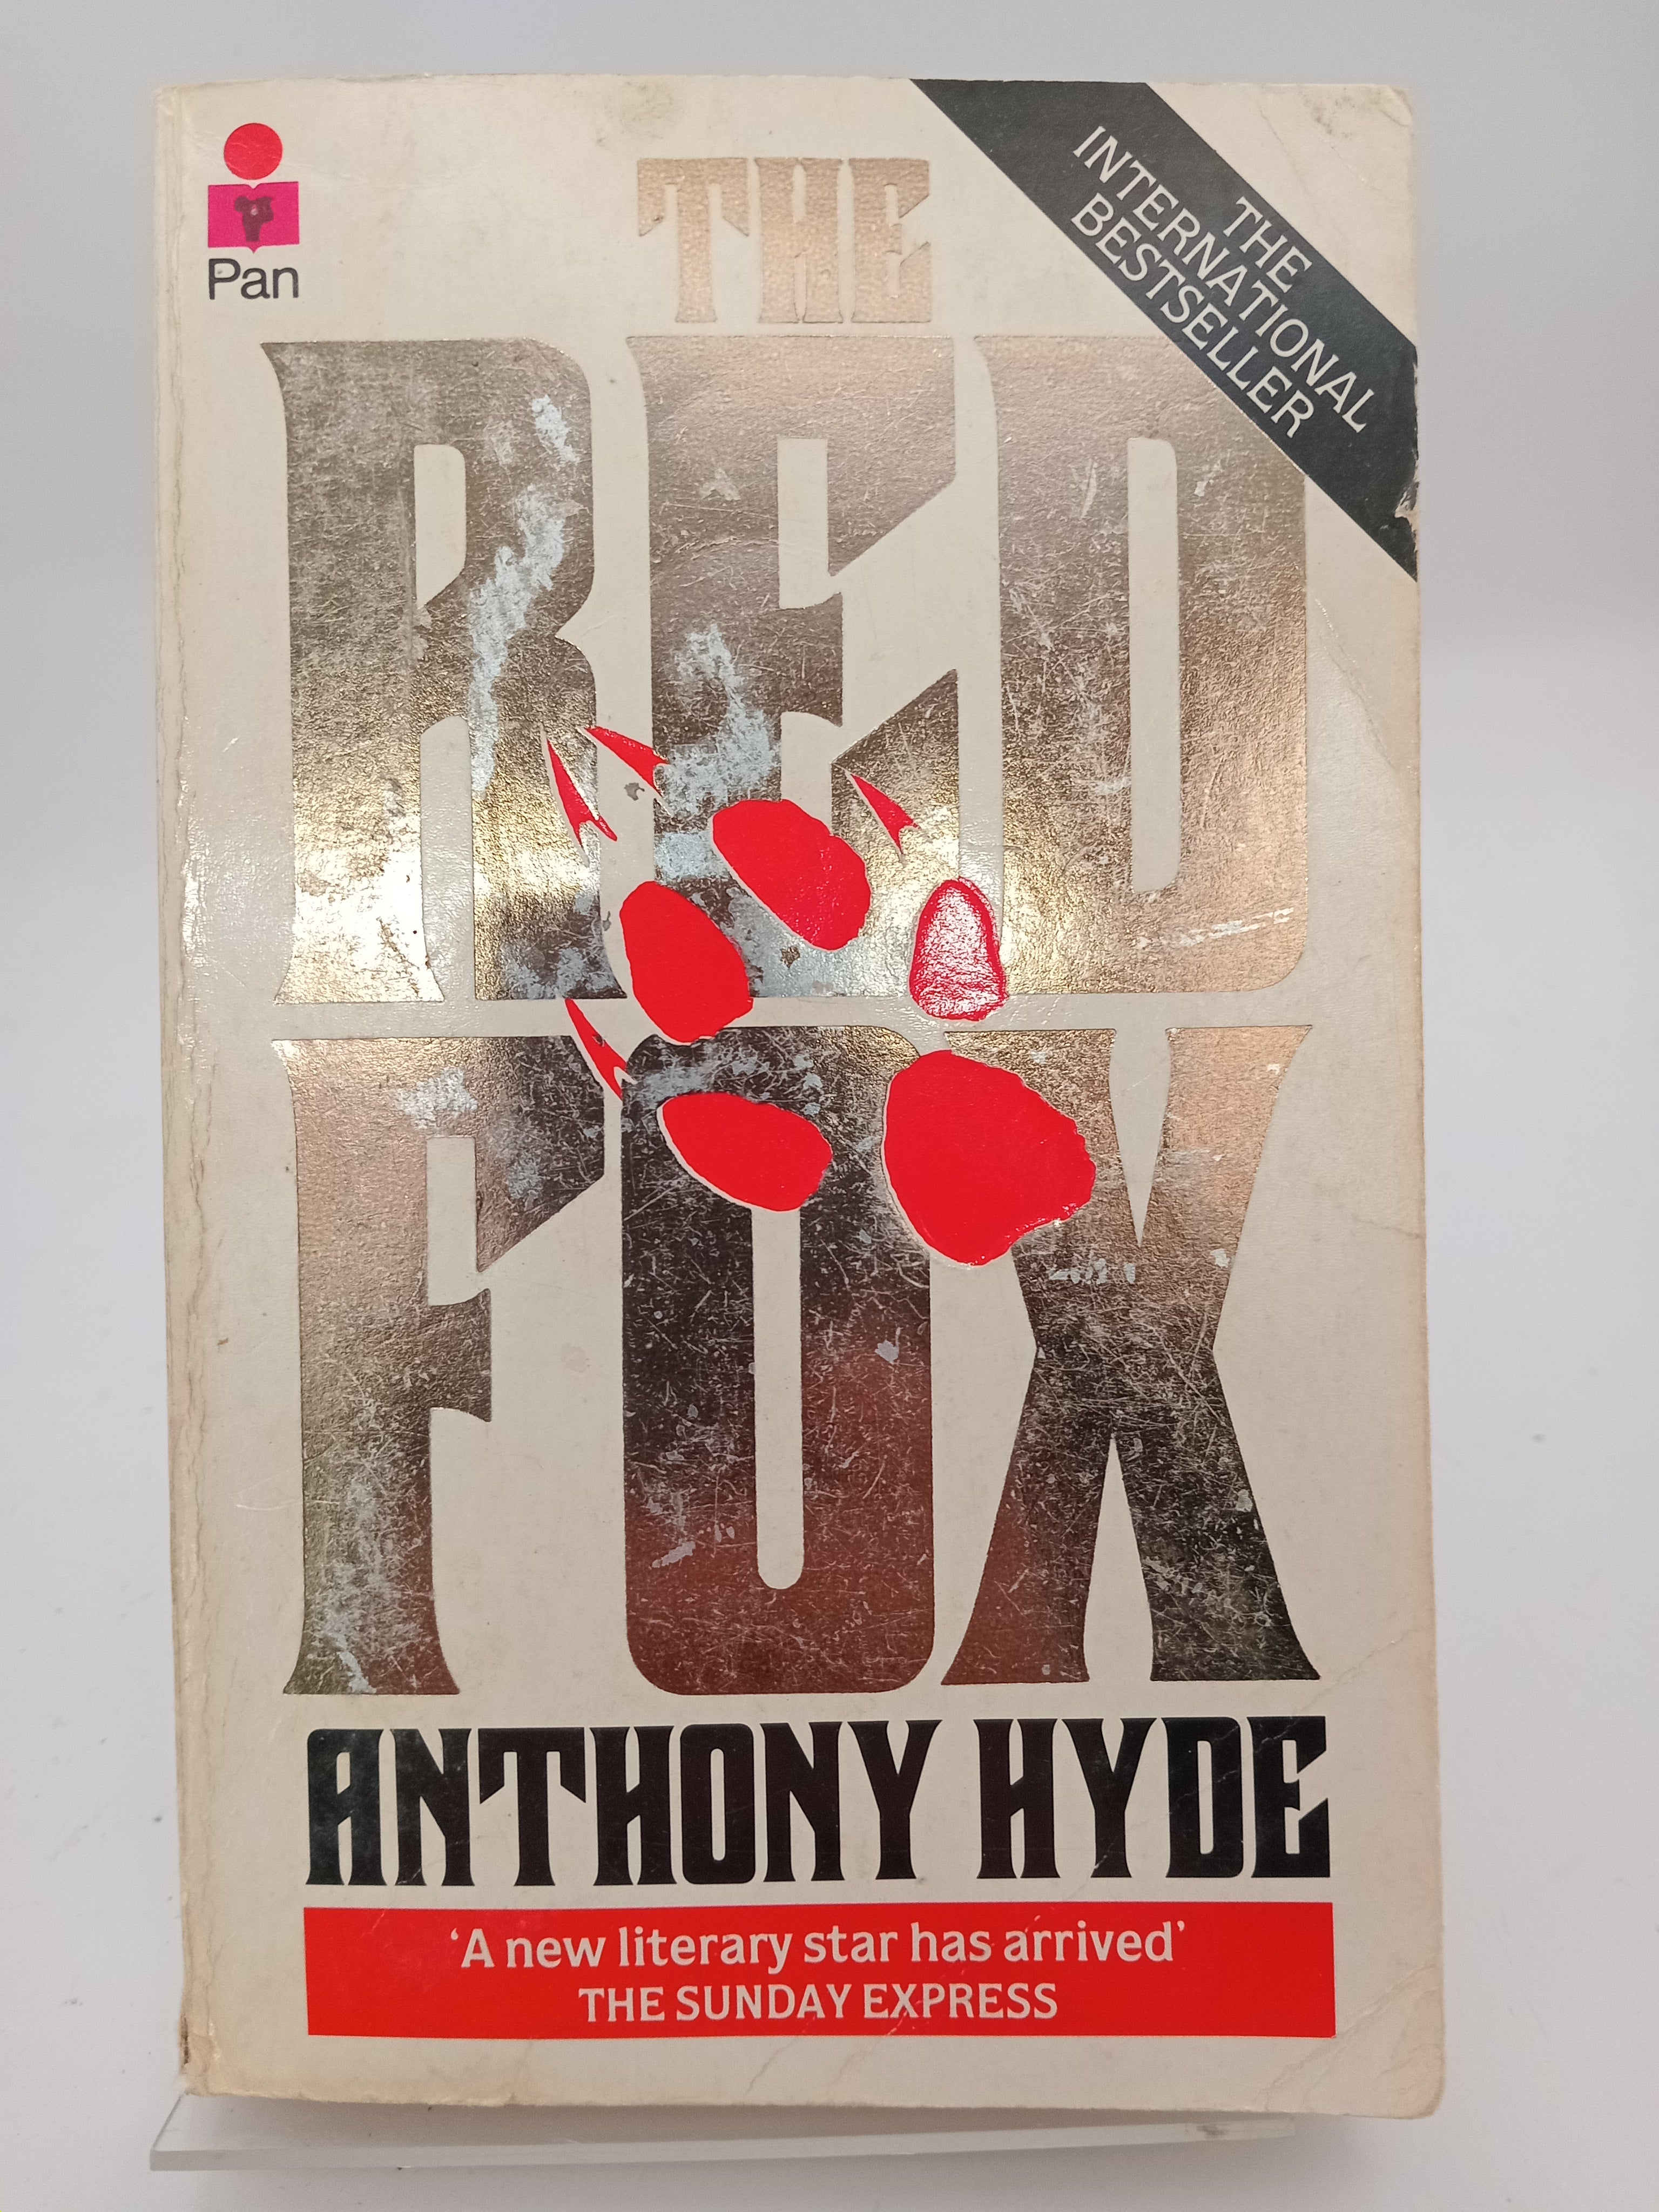 Pan
THE
INTERNATIONAL
BESTSELLER
THE
RED
FOX
ANTHONY HYDE
‘A new literary star has arrived’
THE SUNDAY EXPRESS